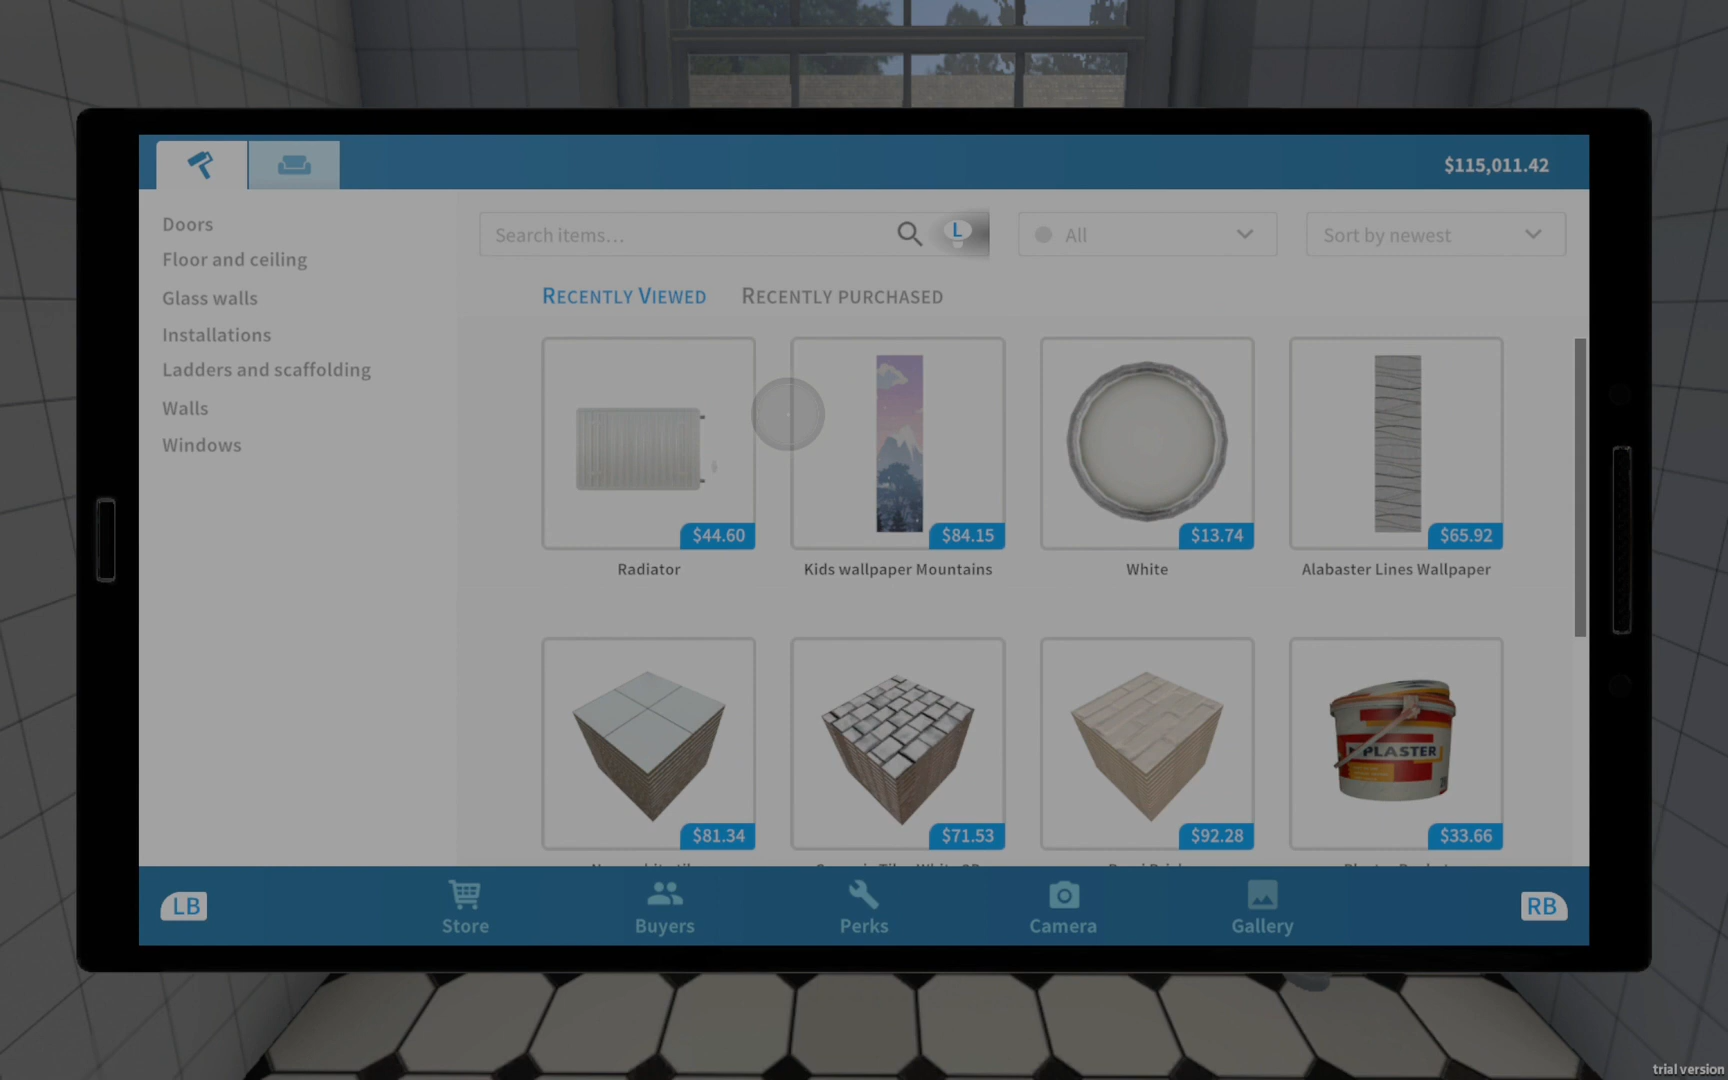 $115,011.42
Doors
Floor and ceiling
Glass walls
Installations
Ladders and scaffolding
Walls
Windows
Search items...
L
All
Sort by newest
RECENTLY VIEWED
RECENTLY PURCHASED
$44.60
$84.15
$13.74
$65.92
Radiator
Kids wallpaper Mountains
White
Alabaster Lines Wallpaper
PLASTER
$81.34
$71.53
$92.28
$33.66
LB
Store
Buyers
Perks
Camera
Gallery
RB
trial version